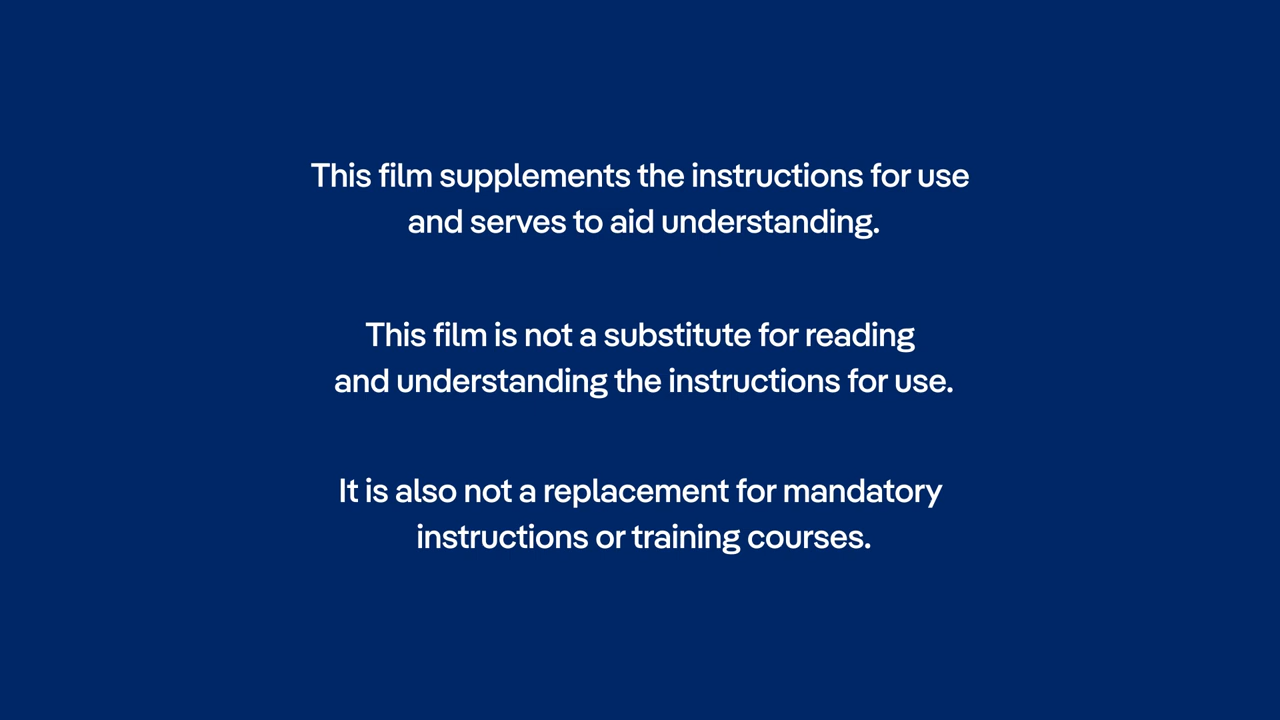 This film supplements the instructions for use
and serves to aid understanding.
This film is not a substitute for reading
and understanding the instructions for use.
It is also not a replacement for mandatory
instructions or training courses.